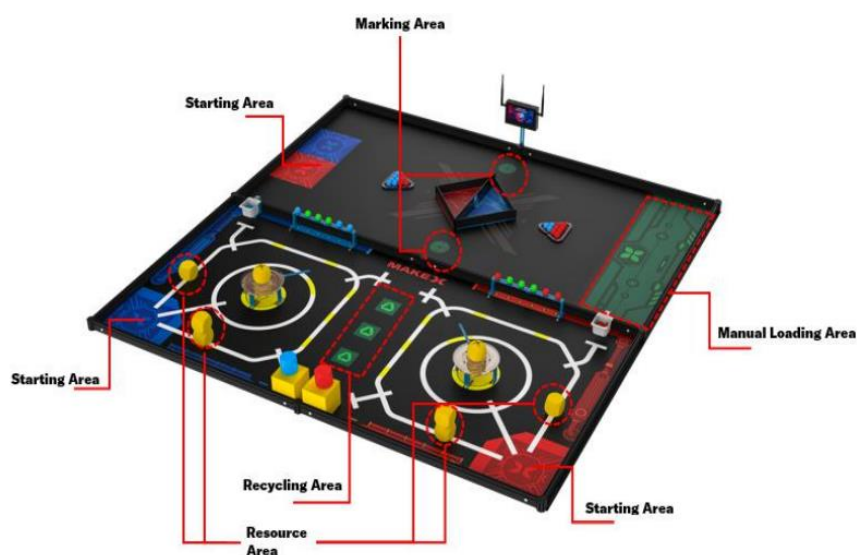 Marking Area
Starting Area
MAKEX
Manual Loading Area
Starting Area
Recycling Area
Starting Area
Resource
Area